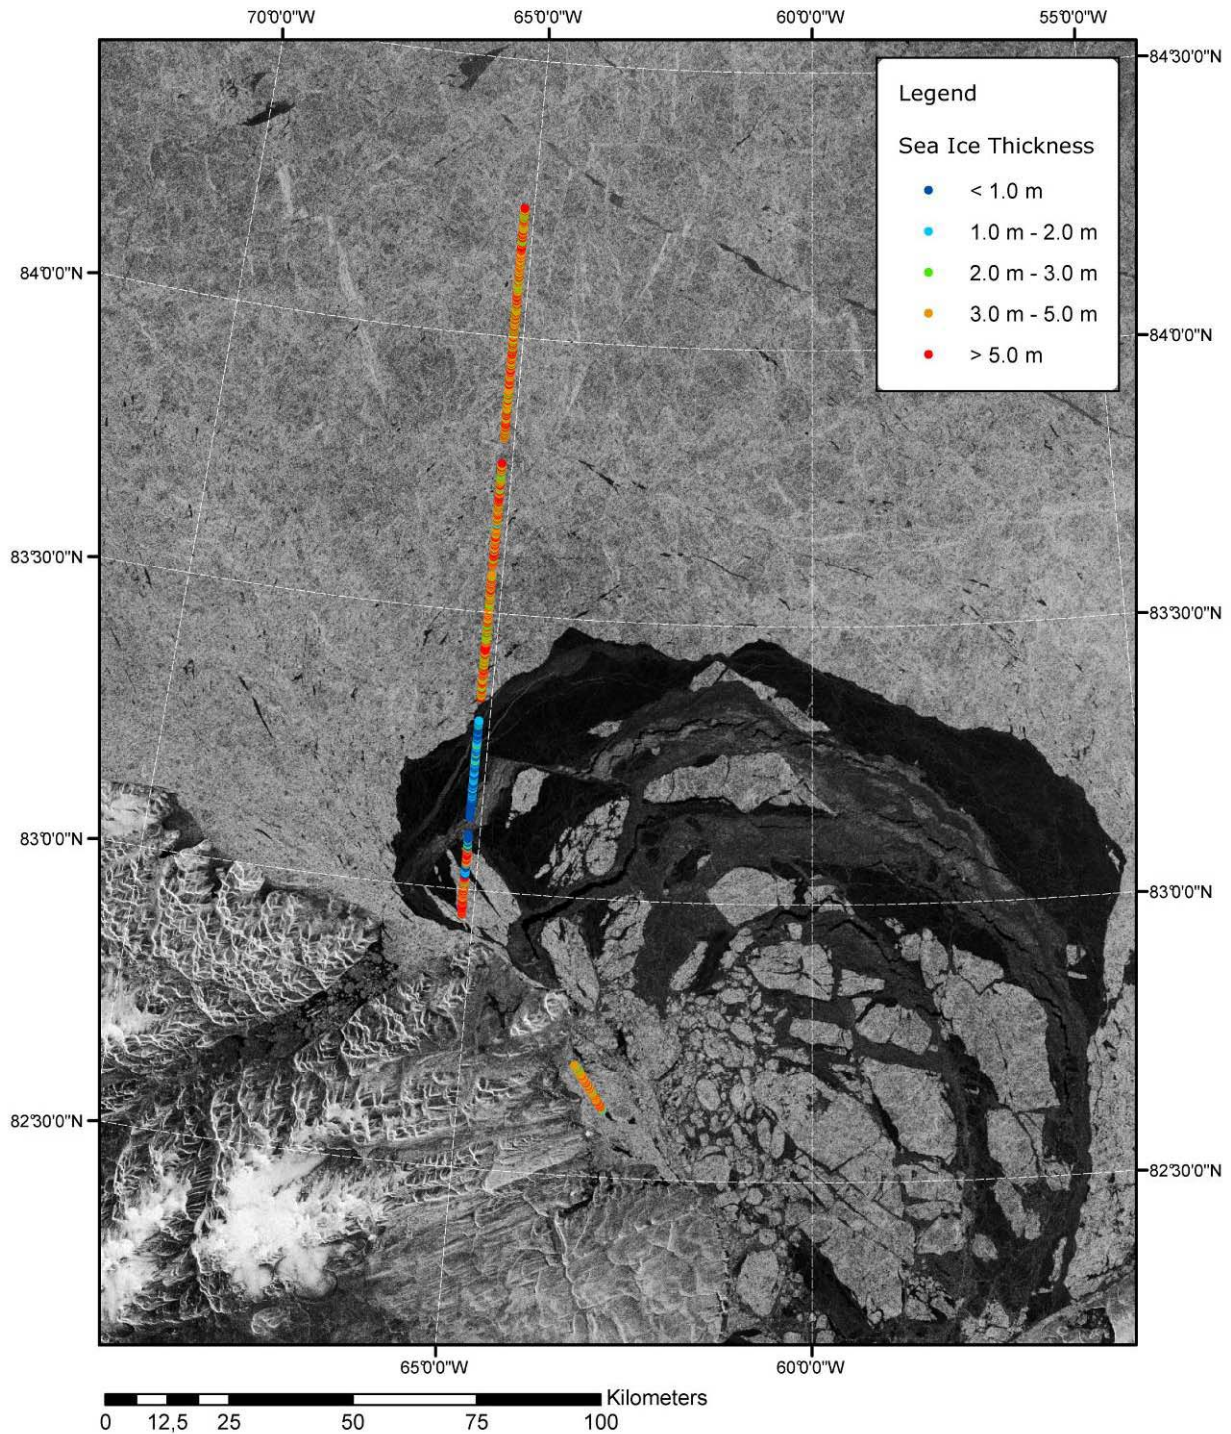 70°0'0"W 65°0'0"W 60°0'0"W 55°0'0"W
84°30'0"N
Legend
Sea Ice Thickness
< 1.0 m
1.0 m - 2.0 m
2.0 m - 3.0 m
3.0 m - 5.0 m
> 5.0 m
84°0'0"N
84°0'0"N
83°30'0"N
83°30'0"N
83°0'0"N
83°0'0"N
82°30'0"N
82°30'0"N
65°0'0"W 60°0'0"W
Kilometers
0 12,5 25 50 75 100